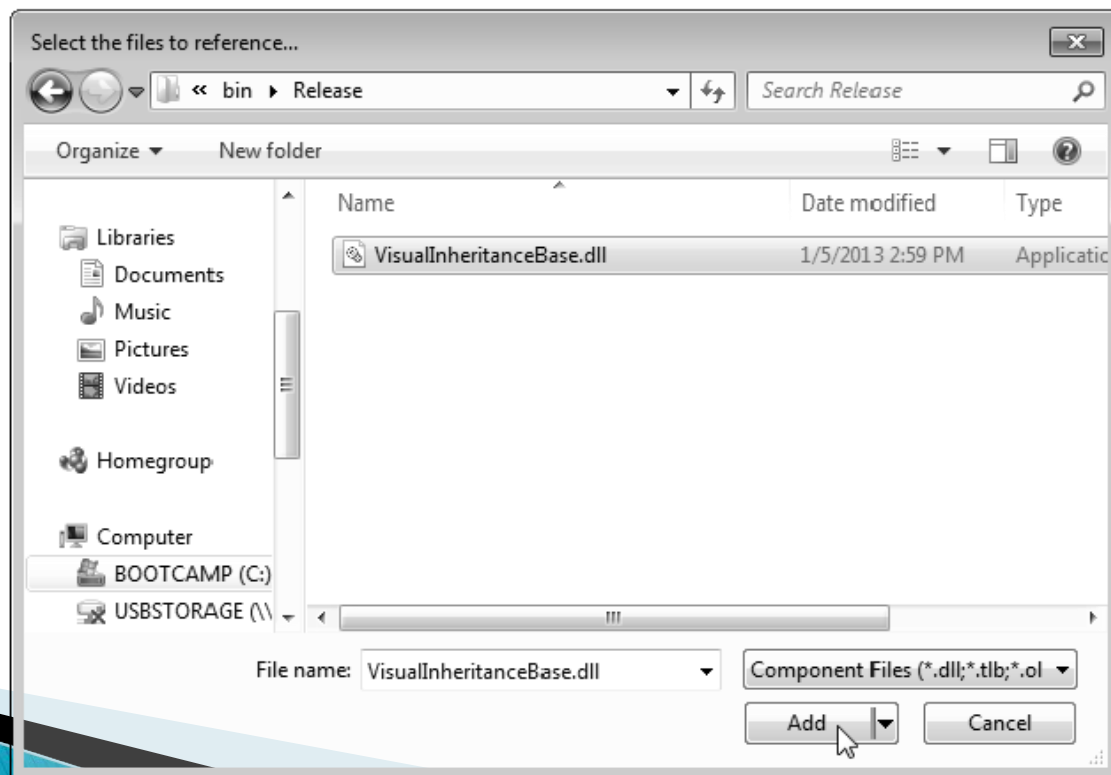 Select the files to reference...
« bin Release Search Release
Organize New folder
Name Date modified Type
Libraries
VisualInheritanceBase.dll 1/5/2013 2:59 PM Applicatic
Documents
Music
Pictures
Videos
Homegroup
Computer
BOOTCAMP (C:)
USBSTORAGE (\\
File name: VisualInheritanceBase.dll Component Files (*.dll;*.tlb;*.ol
Add Cancel